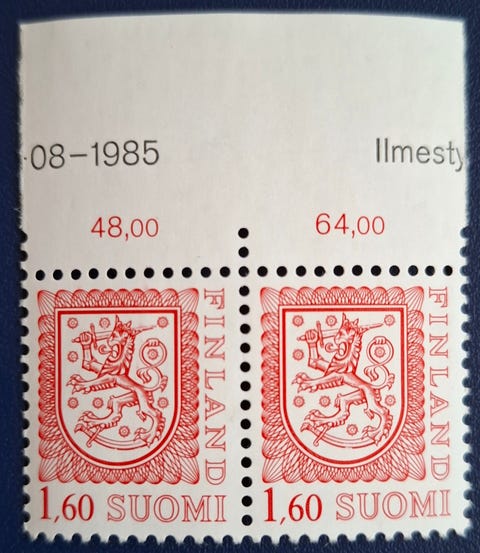 08-1985 Ilmesty
48,00 64,00
FINLAND FINLAND
1,60 SUOMI 1,60 SUOMI